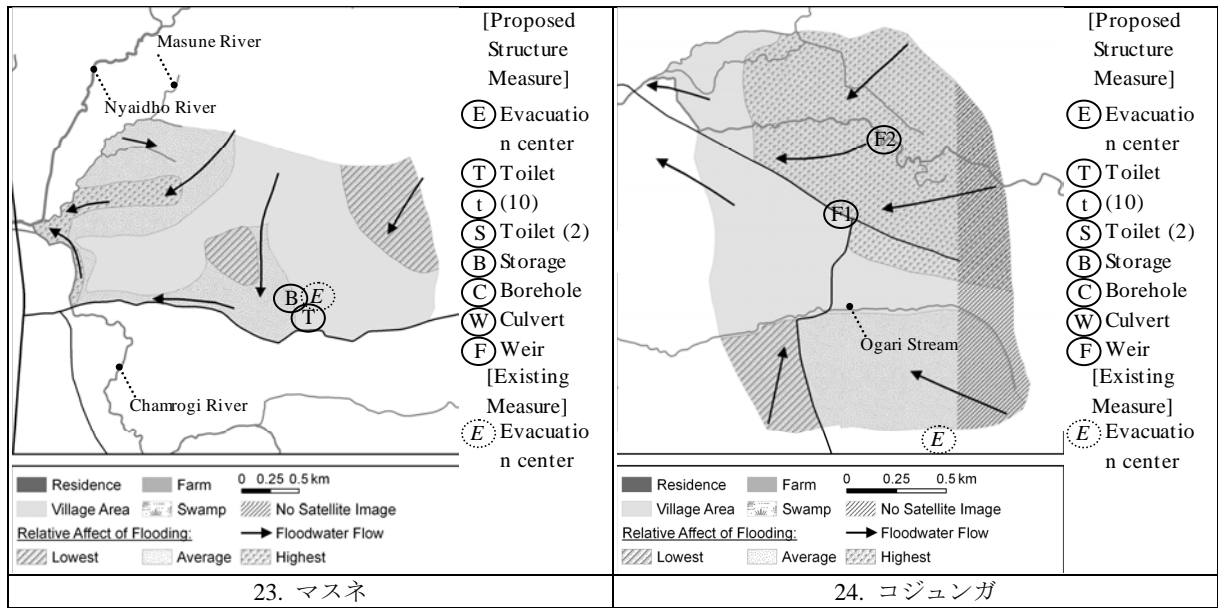 Masune River
Nyaidho River
B E
T
Chamrogi River
[Proposed
Structure
Measure]
E Evacuatio
n center
T Toilet
t (10)
S Toilet (2)
B Storage
C Borehole
W Culvert
F Weir
[Existing
Measure]
E Evacuatio
n center
Residence Farm 0 0.25 0.5 km
Village Area Swamp No Satellite Image
Relative Affect of Flooding: Floodwater Flow
Lowest Average Highest
23. マスネ
F2
F1
Ogari Stream
E
[Proposed
Structure
Measure]
E Evacuatio
n center
T Toilet
t (10)
S Toilet (2)
B Storage
C Borehole
W Culvert
F Weir
[Existing
Measure]
E Evacuatio
n center
Residence Farm 0 0.25 0.5 km
Village Area Swamp No Satellite Image
Relative Affect of Flooding: Floodwater Flow
Lowest Average Highest
24. コジュンガ